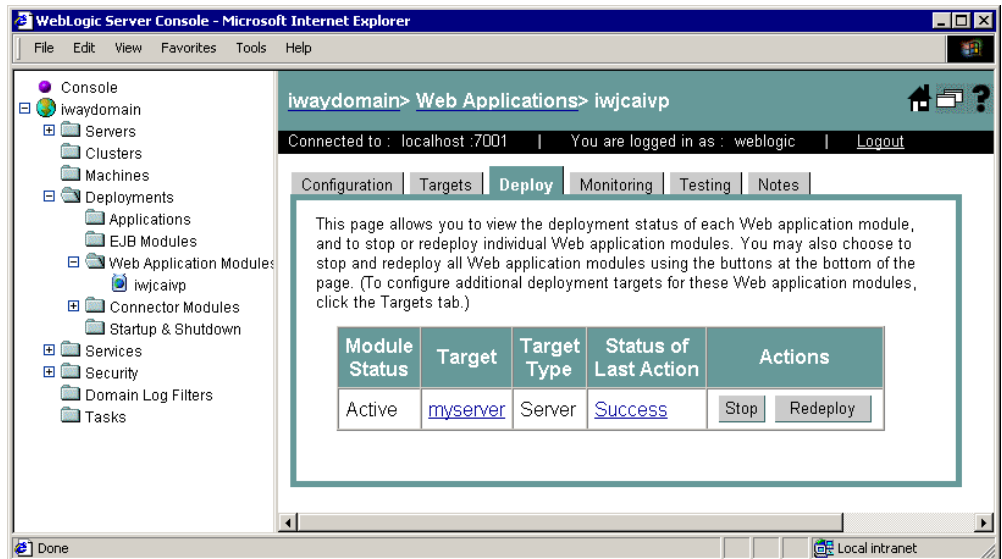 WebLogic Server Console - Microsoft Internet Explorer
File Edit View Favorites Tools Help
Console
iwaydomain
Servers
Clusters
Machines
Deployments
Applications
EJB Modules
Web Application Modules
iwjcaivp
Connector Modules
Startup & Shutdown
Services
Security
Domain Log Filters
Tasks
iwaydomain> Web Applications> iwjcaivp
Connected to : localhost :7001 | You are logged in as : weblogic | Logout
Configuration Targets Deploy Monitoring Testing Notes
This page allows you to view the deployment status of each Web application module,
and to stop or redeploy individual Web application modules. You may also choose to
stop and redeploy all Web application modules using the buttons at the bottom of the
page. (To configure additional deployment targets for these Web application modules,
click the Targets tab.)
Module Status Target Target Type Status of Last Action Actions
Active myserver Server Success Stop Redeploy
Done Local intranet